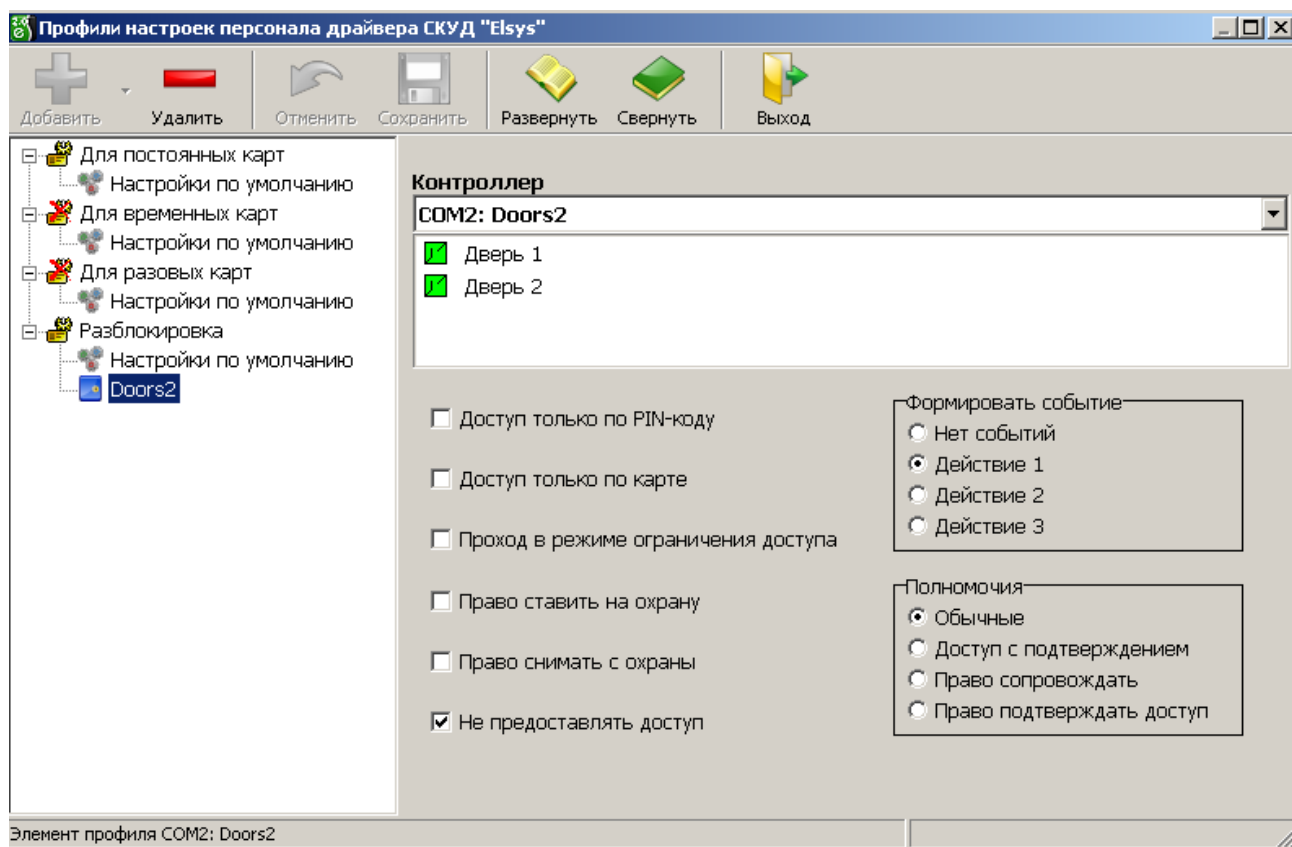 Профили настроек персонала драйвера СКУД "Elsys"
Добавить Удалить Отменить Сохранить Развернуть Свернуть Выход
Для постоянных карт
Настройки по умолчанию
Для временных карт
Настройки по умолчанию
Для разовых карт
Настройки по умолчанию
Разблокировка
Настройки по умолчанию
Doors2
Контроллер
COM2: Doors2
Дверь 1
Дверь 2
Доступ только по PIN-коду
Доступ только по карте
Проход в режиме ограничения доступа
Право ставить на охрану
Право снимать с охраны
Не предоставлять доступ
Формировать событие
Нет событий
Действие 1
Действие 2
Действие 3
Полномочия
Обычные
Доступ с подтверждением
Право сопровождать
Право подтверждать доступ
Элемент профиля COM2: Doors2